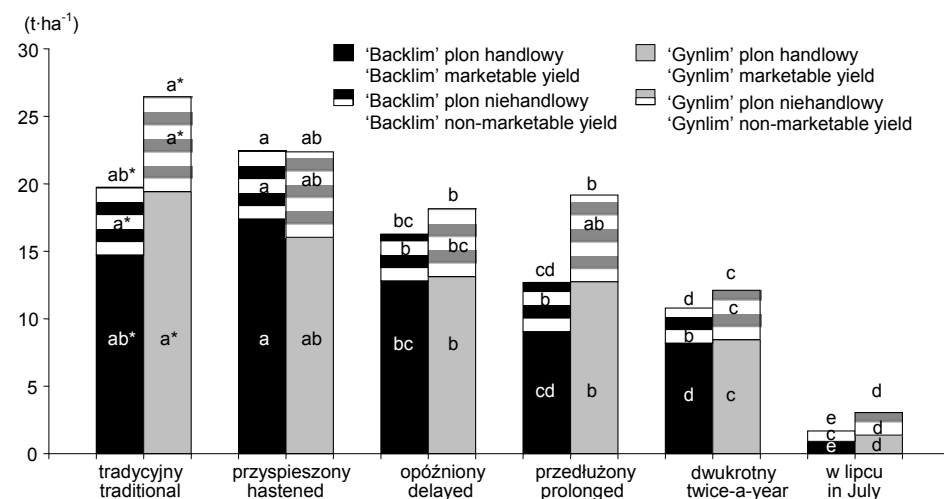 (t·ha⁻¹)
30
25
20
15
10
5
0
'Backlim' plon handlowy
'Backlim' marketable yield
'Backlim' plon niehandlowy
'Backlim' non-marketable yield
'Gynlim' plon handlowy
'Gynlim' marketable yield
'Gynlim' plon niehandlowy
'Gynlim' non-marketable yield
ab*
a*
ab*
a*
a*
a*
a
a
a
ab
ab
ab
bc
b
bc
b
bc
b
cd
b
cd
b
ab
b
d
b
d
c
c
c
e
c
e
d
d
d
tradycyjny
traditional
przyspieszony
hastened
opóźniony
delayed
przedłużony
prolonged
dwukrotny
twice-a-year
w lipcu
in July